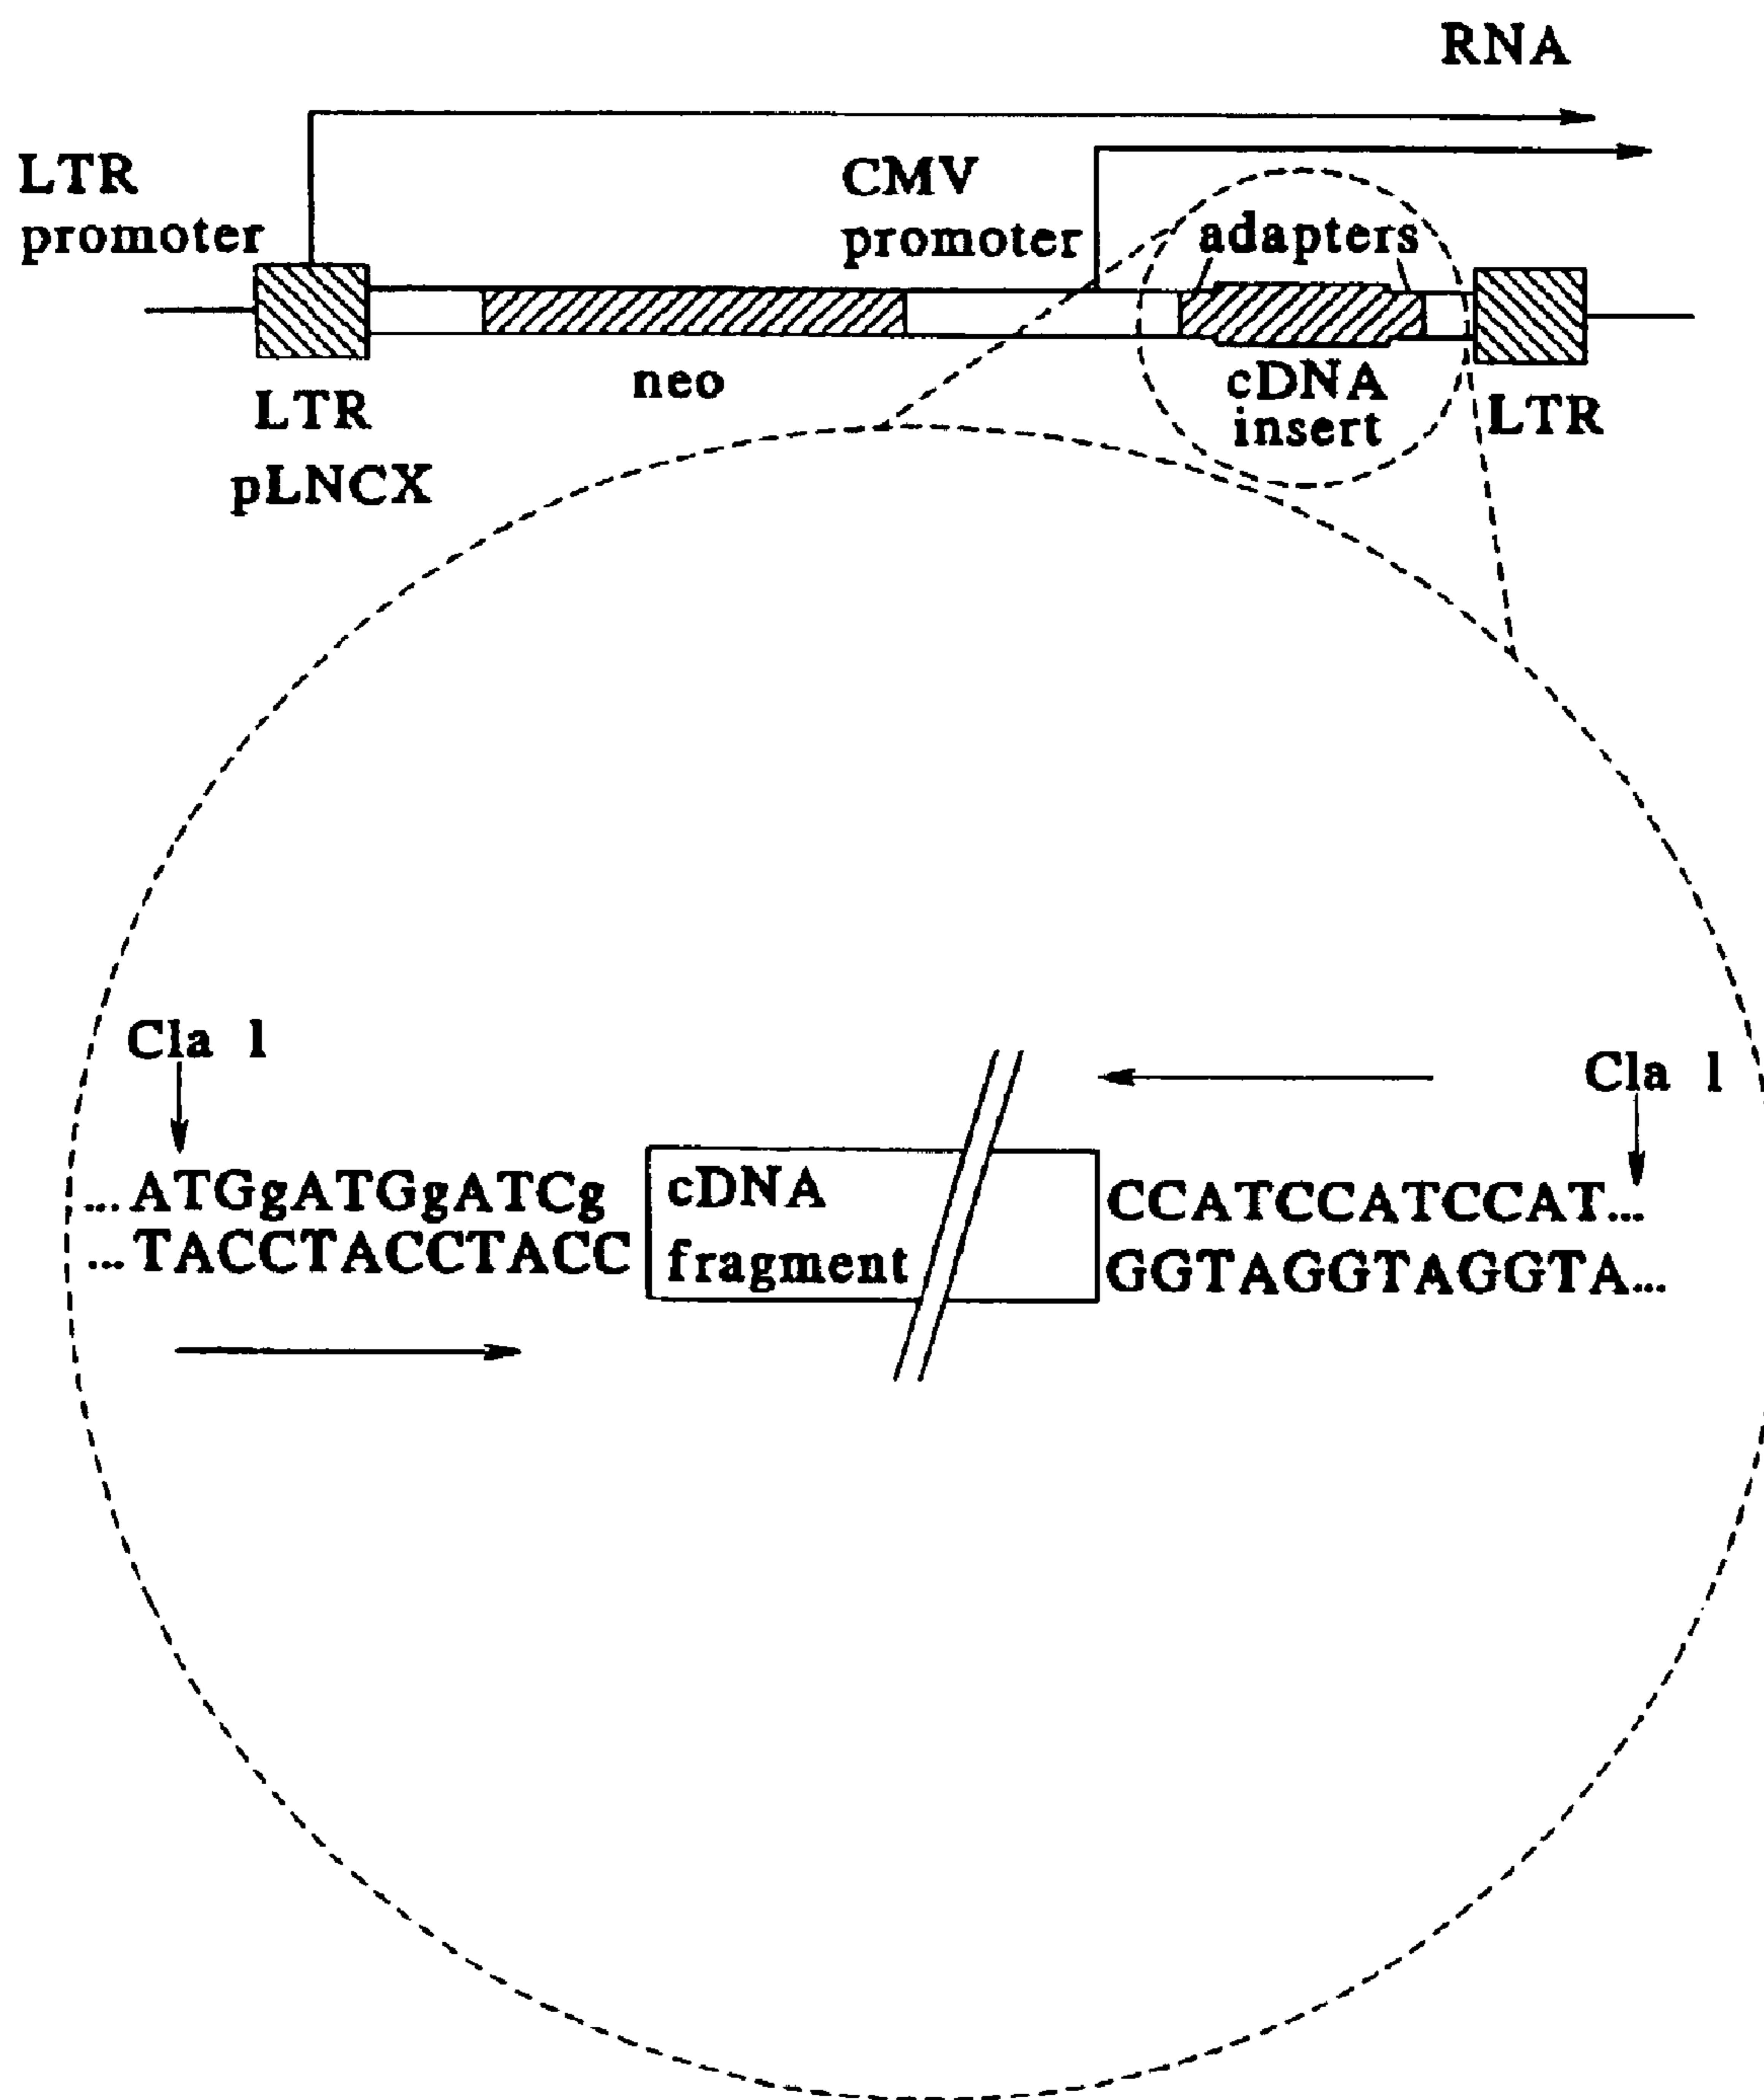 RNA
LTR
promoter
CMV
promoter
adapters
neo
cDNA
insert
LTR
LTR
pLNCX
Cla l
Cla l
...ATGgATGgATCg
...TACCTACCTACC
cDNA
fragment
CCATCCATCCAT...
GGTAGGTAGGTA...